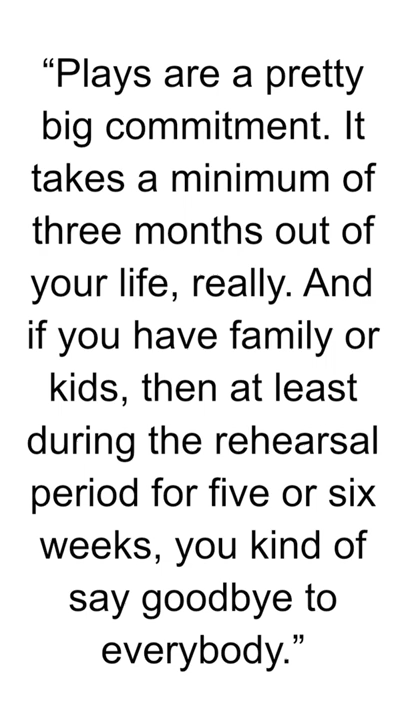 “Plays are a pretty
big commitment. It
takes a minimum of
three months out of
your life, really. And
if you have family or
kids, then at least
during the rehearsal
period for five or six
weeks, you kind of
say goodbye to
everybody.”